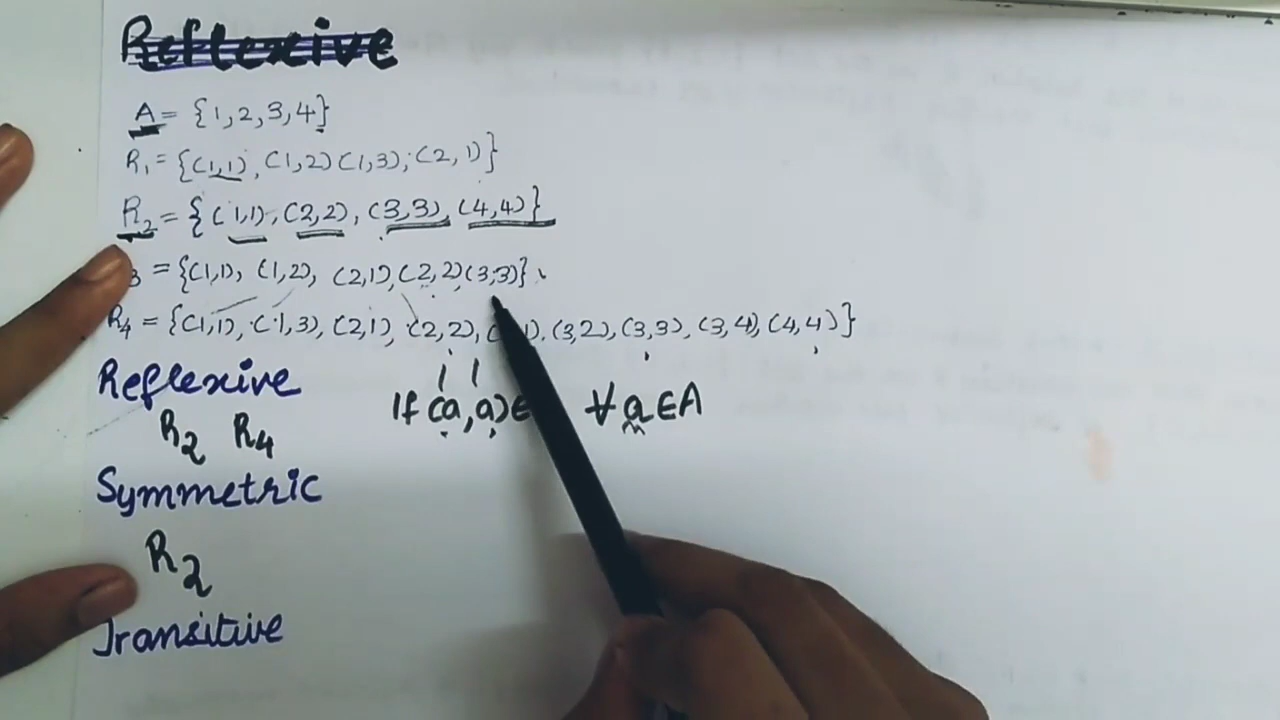 Reflexive
A = {1,2,3,4}
R1 = {(1,1), (1,2) (1,3), (2,1)}
R2 = {(1,1), (2,2), (3,3), (4,4)}
3 = {(1,1), (1,2), (2,1), (2,2) (3,3)}
R4 = {(1,1), (1,3), (2,1), (2,2), ( 1), (3,2), (3,3), (3,4), (4,4)}
Reflexive If (a,a) ∈ ∀ a ∈ A
R2 R4
Symmetric
R2
Transitive